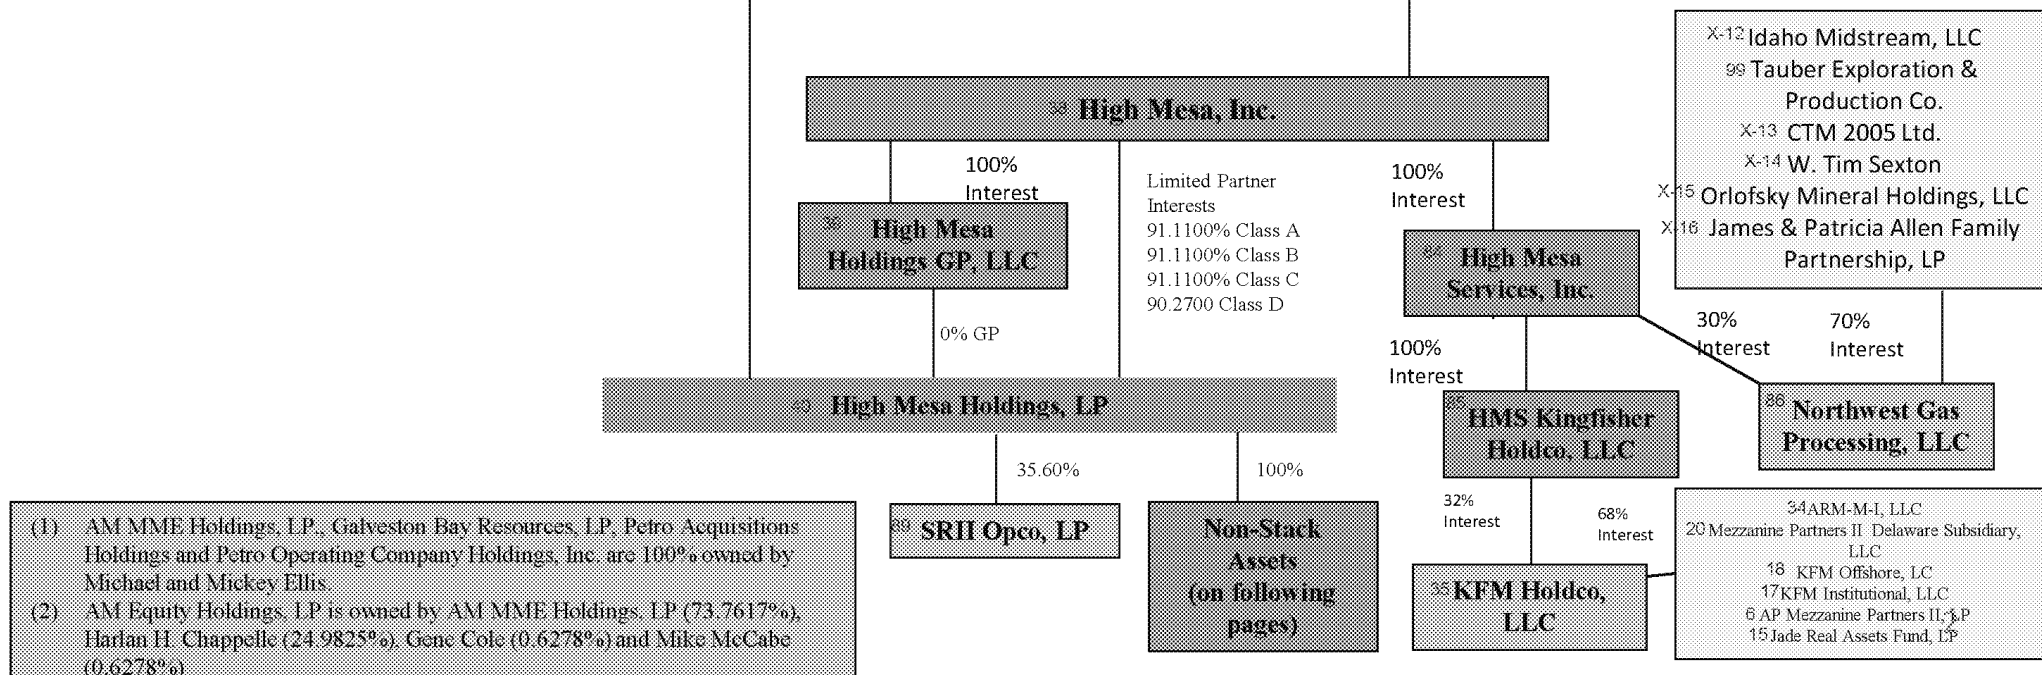 X-12 Idaho Midstream, LLC
99 Tauber Exploration &
Production Co.
X-13 CTM 2005 Ltd.
X-14 W. Tim Sexton
X-15 Orlofsky Mineral Holdings, LLC
X-16 James & Patricia Allen Family
Partnership, LP
38 High Mesa, Inc.
100%
Interest
Limited Partner
Interests
91.1100% Class A
91.1100% Class B
91.1100% Class C
90.2700 Class D
100%
Interest
High Mesa
Holdings GP, LLC
64 High Mesa
Services, Inc.
0% GP
30%
Interest
70%
Interest
100%
Interest
40 High Mesa Holdings, LP
65 HMS Kingfisher
Holdco, LLC
86 Northwest Gas
Processing, LLC
35.60%
100%
32%
Interest
68%
Interest
SRII Opco, LP
Non-Stack
Assets
(on following
pages)
35 KFM Holdco,
LLC
34 ARM-M-I, LLC
20 Mezzanine Partners II Delaware Subsidiary,
LLC
18 KFM Offshore, LC
17 KFM Institutional, LLC
6 AP Mezzanine Partners II, LP
15 Jade Real Assets Fund, LP
(1) AM MME Holdings, LP., Galveston Bay Resources, LP, Petro Acquisitions
Holdings and Petro Operating Company Holdings, Inc. are 100% owned by
Michael and Mickey Ellis.
(2) AM Equity Holdings, LP is owned by AM MME Holdings, LP (73.7617%),
Harlan H. Chappelle (24.9825%), Gene Cole (0.6278%) and Mike McCabe
(0.6278%)